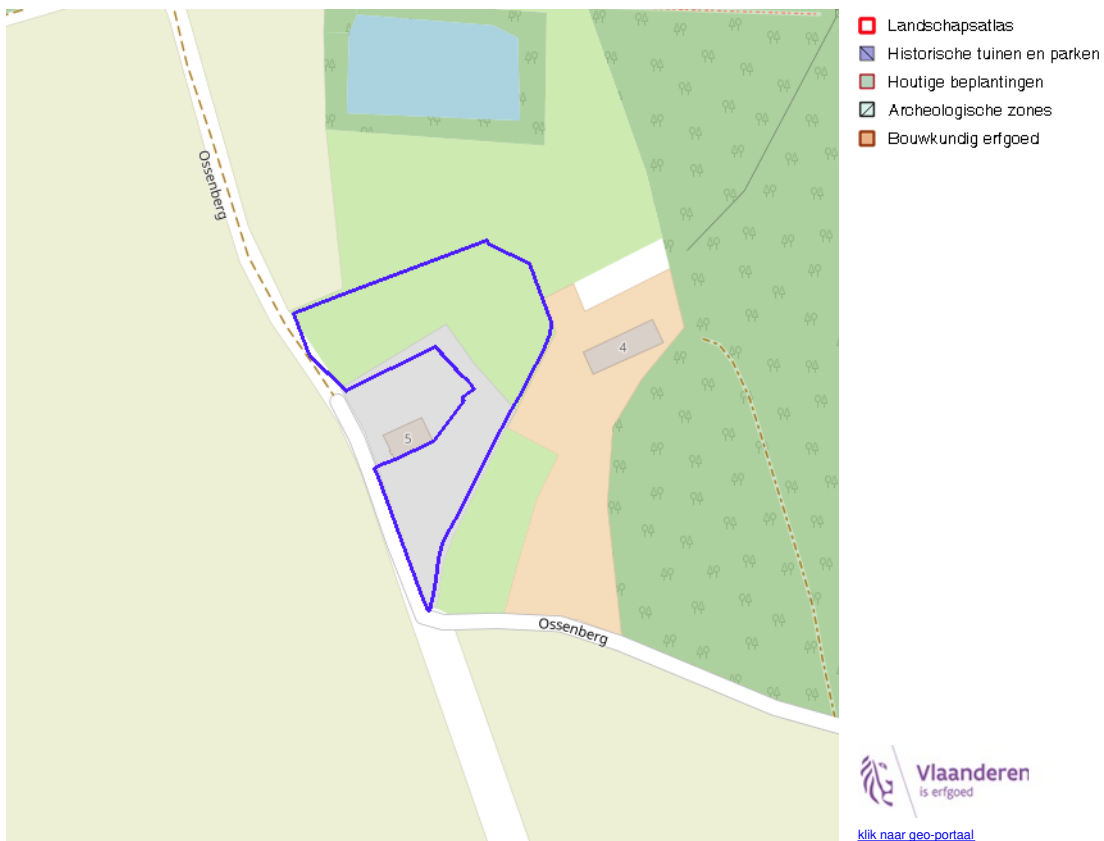 Ossenberg
4
5
Ossenberg
Landschapsatlas
Historische tuinen en parken
Houtige beplantingen
Archeologische zones
Bouwkundig erfgoed
Vlaanderen
is erfgoed
klik naar geo-portaal